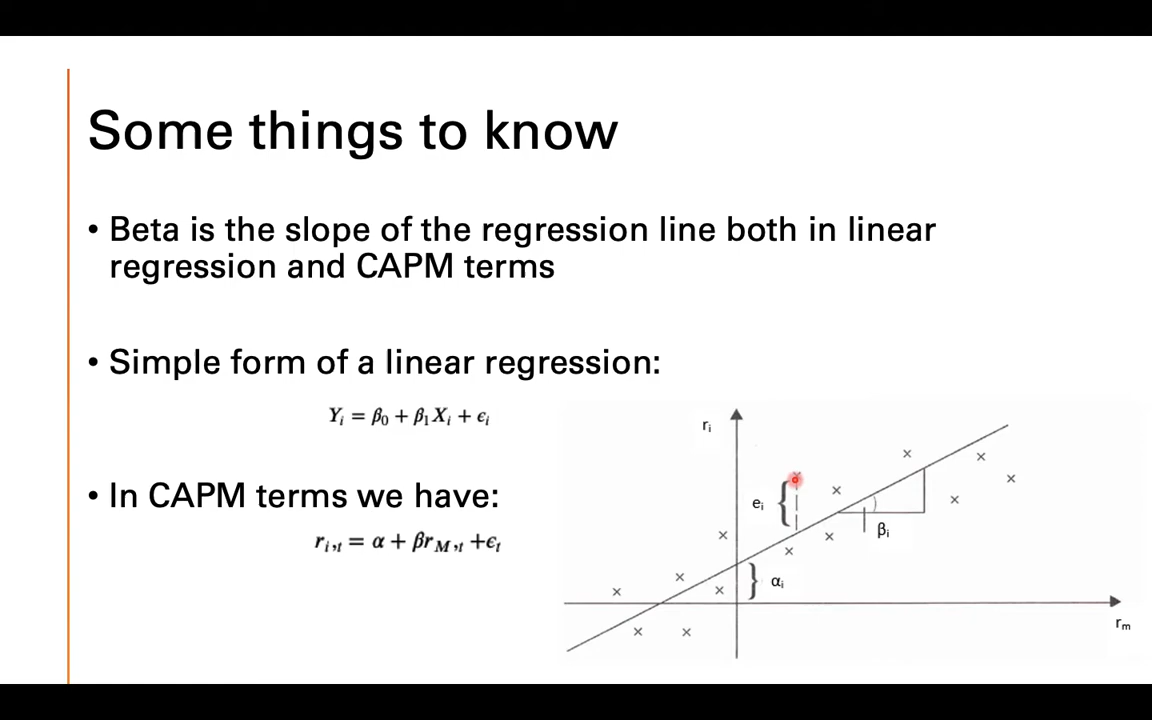 Some things to know
• Beta is the slope of the regression line both in linear
regression and CAPM terms
• Simple form of a linear regression:
Yᵢ = β₀ + β₁Xᵢ + ϵᵢ
• In CAPM terms we have:
rᵢ,ₜ = α + βr_M,ₜ +ϵₜ
rᵢ
eᵢ
βᵢ
αᵢ
rₘ